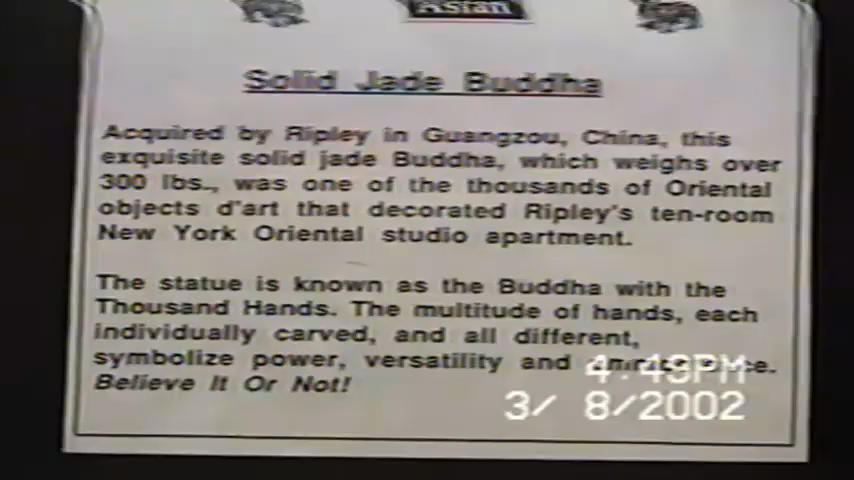 Asian
Solid Jade Buddha
Acquired by Ripley in Guangzou, China, this
exquisite solid jade Buddha, which weighs over
300 lbs., was one of the thousands of Oriental
objects d'art that decorated Ripley's ten-room
New York Oriental studio apartment.
The statue is known as the Buddha with the
Thousand Hands. The multitude of hands, each
individually carved, and all different,
symbolize power, versatility and
Believe It Or Not!
4:43PM
3/ 8/2002